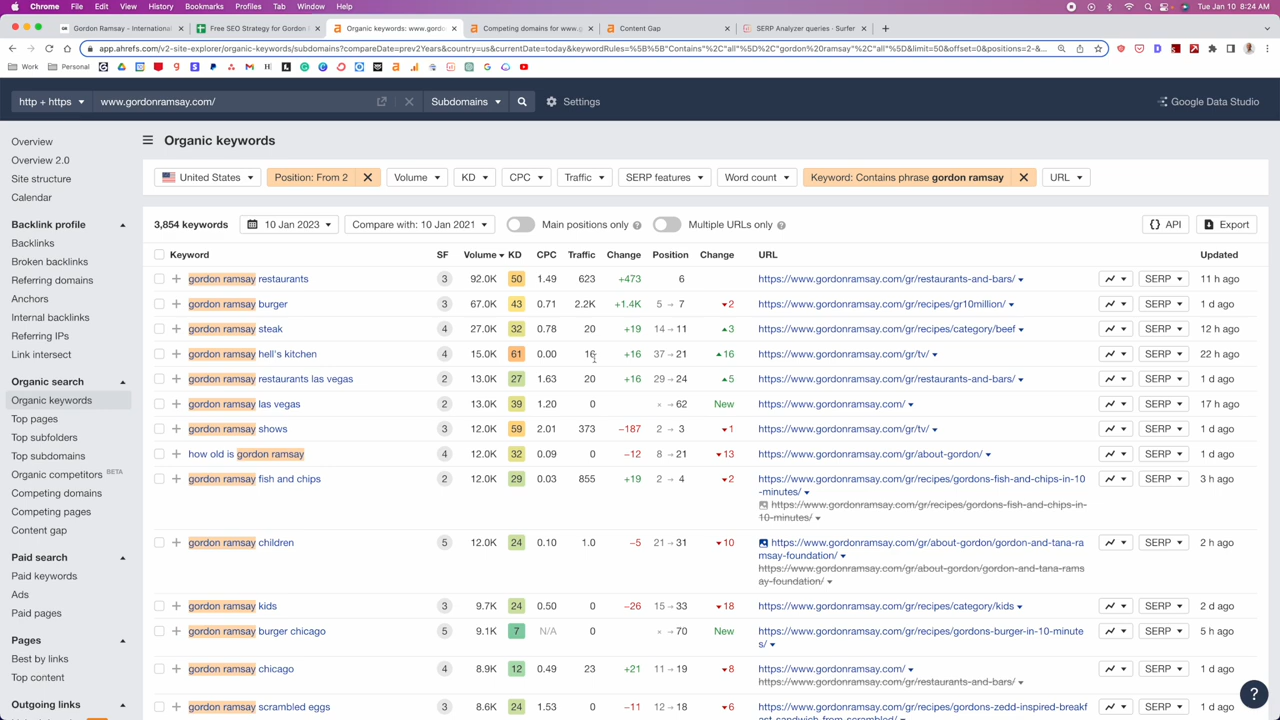 Chrome File Edit View History Bookmarks Profiles Tab Window Help Tue Jan 10 8:24 AM
Gordon Ramsay - International Free SEO Strategy for Gordon Organic keywords: www.gordon Competing domains for www.g Content Gap SERP Analyzer queries - Surfer
app.ahrefs.com/v2-site-explorer/organic-keywords/subdomains?compareDate=prev2Years&country=us&currentDate=today&keywordRules=%5B%5B"Contains"%2C"all"%5D%2C"gordon%20ramsay"%2C"all"%5D&limit=50&offset=0&positions=2-...
Work Personal
http + https www.gordonramsay.com/ Subdomains Settings Google Data Studio
Overview
Overview 2.0
Site structure
Calendar
Backlink profile
Backlinks
Broken backlinks
Referring domains
Anchors
Internal backlinks
Referring IPs
Link intersect
Organic search
Organic keywords
Top pages
Top subfolders
Top subdomains
Organic competitors BETA
Competing domains
Competing pages
Content gap
Paid search
Paid keywords
Ads
Paid pages
Pages
Best by links
Top content
Outgoing links
Organic keywords
United States Position: From 2 Volume KD CPC Traffic SERP features Word count Keyword: Contains phrase gordon ramsay URL
3,854 keywords 10 Jan 2023 Compare with: 10 Jan 2021 Main positions only Multiple URLs only API Export
Keyword SF Volume KD CPC Traffic Change Position Change URL Updated
gordon ramsay restaurants 3 92.0K 50 1.49 623 +473 6 https://www.gordonramsay.com/gr/restaurants-and-bars/ SERP 11 h ago
gordon ramsay burger 3 67.0K 43 0.71 2.2K +1.4K 5 → 7 2 https://www.gordonramsay.com/gr/recipes/gr10million/ SERP 1 d ago
gordon ramsay steak 4 27.0K 32 0.78 20 +19 14 → 11 3 https://www.gordonramsay.com/gr/recipes/category/beef SERP 12 h ago
gordon ramsay hell's kitchen 4 15.0K 61 0.00 16 +16 37 → 21 16 https://www.gordonramsay.com/gr/tv/ SERP 22 h ago
gordon ramsay restaurants las vegas 2 13.0K 27 1.63 20 +16 29 → 24 5 https://www.gordonramsay.com/gr/restaurants-and-bars/ SERP 1 d ago
gordon ramsay las vegas 2 13.0K 39 1.20 0 × → 62 New https://www.gordonramsay.com/ SERP 17 h ago
gordon ramsay shows 3 12.0K 59 2.01 373 −187 2 → 3 1 https://www.gordonramsay.com/gr/tv/ SERP 1 d ago
how old is gordon ramsay 4 12.0K 32 0.09 0 −12 8 → 21 13 https://www.gordonramsay.com/gr/about-gordon/ SERP 1 d ago
gordon ramsay fish and chips 2 12.0K 29 0.03 855 +19 2 → 4 2 https://www.gordonramsay.com/gr/recipes/gordons-fish-and-chips-in-10 SERP 3 h ago
-minutes/
https://www.gordonramsay.com/gr/recipes/gordons-fish-and-chips-in-
10-minutes/
gordon ramsay children 5 12.0K 24 0.10 1.0 −5 21 → 31 10 https://www.gordonramsay.com/gr/about-gordon/gordon-and-tana-ra SERP 2 h ago
msay-foundation/
https://www.gordonramsay.com/gr/about-gordon/gordon-and-tana-rams
ay-foundation/
gordon ramsay kids 3 9.7K 24 0.50 0 −26 15 → 33 18 https://www.gordonramsay.com/gr/recipes/category/kids SERP 2 d ago
gordon ramsay burger chicago 5 9.1K 7 N/A 0 × → 70 New https://www.gordonramsay.com/gr/recipes/gordons-burger-in-10-minute SERP 5 h ago
s/
gordon ramsay chicago 4 8.9K 12 0.49 23 +21 11 → 19 8 https://www.gordonramsay.com/ SERP 1 d ago
https://www.gordonramsay.com/gr/restaurants-and-bars/
gordon ramsay scrambled eggs 3 8.6K 24 1.53 0 −11 12 → 18 6 https://www.gordonramsay.com/gr/recipes/gordons-zedd-inspired-breakf SERP 1 d ago
ast-sandwich-from-scrambled/